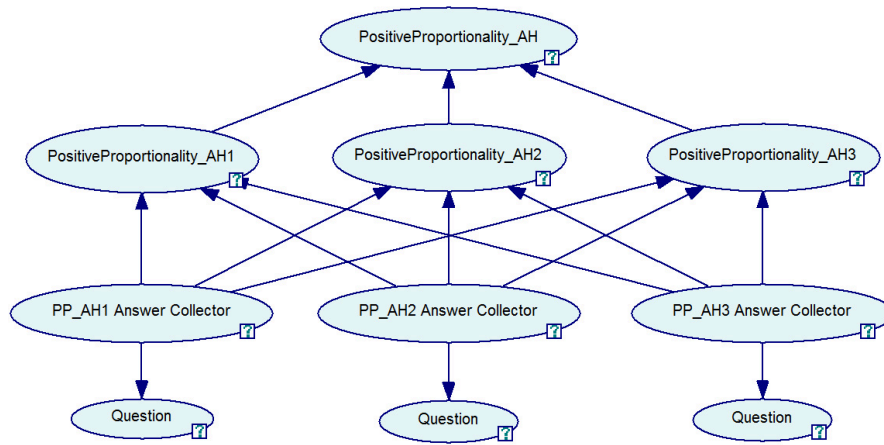 PositiveProportionality_AH
?
PositiveProportionality_AH1
?
PositiveProportionality_AH2
?
PositiveProportionality_AH3
?
PP_AH1 Answer Collector
?
PP_AH2 Answer Collector
?
PP_AH3 Answer Collector
?
Question
?
Question
?
Question
?